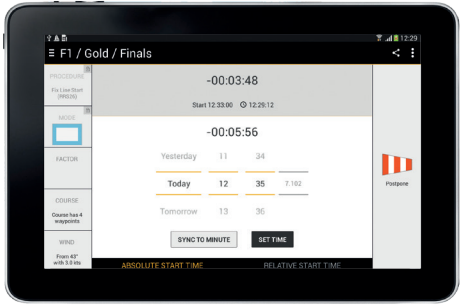 12:29
≡ F1 / Gold / Finals
PROCEDURE
Fix Line Start
(RRS26)
MODE
FACTOR
COURSE
Course has 4
waypoints
WIND
From 43°
with 3.0 kts
-00:03:48
Start 12:33:00 12:29:12
-00:05:56
Yesterday 11 34
Today 12 35 7.102
Tomorrow 13 36
SYNC TO MINUTE SET TIME
ABSOLUTE START TIME RELATIVE START TIME
Postpone